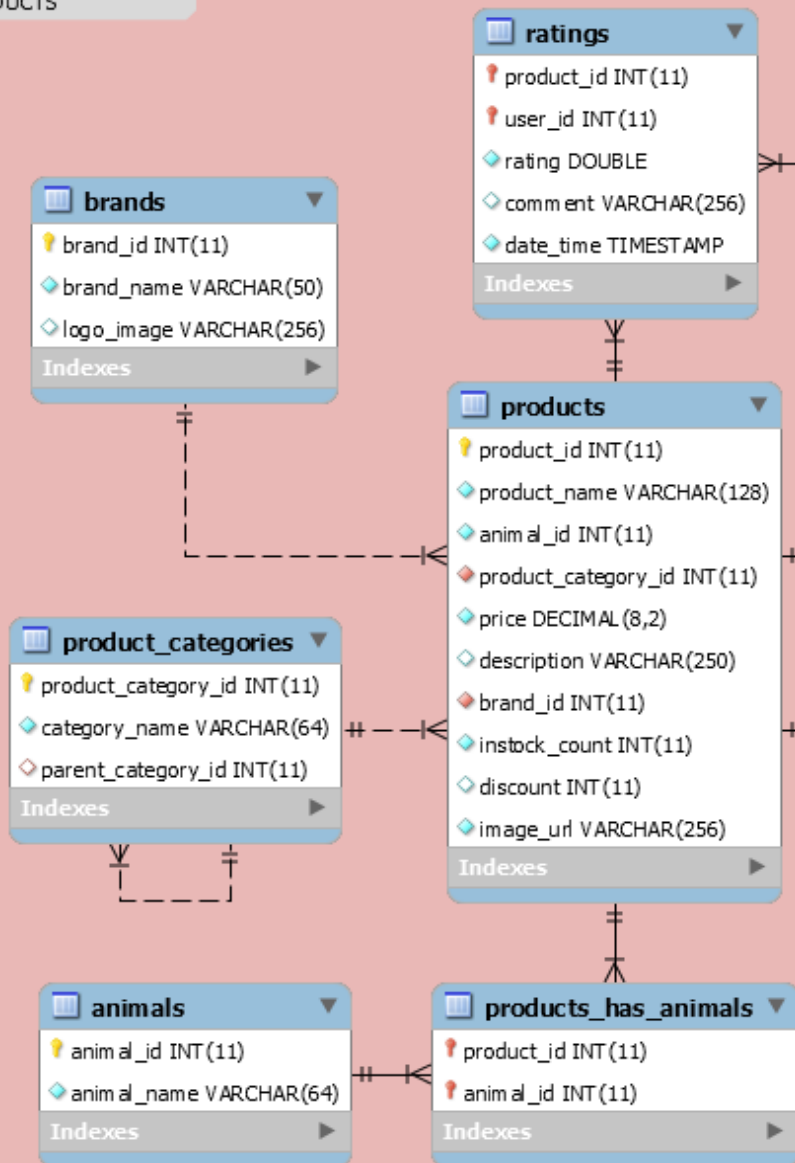 DUCTS
ratings
product_id INT(11)
user_id INT(11)
rating DOUBLE
comment VARCHAR(256)
date_time TIMESTAMP
Indexes
brands
brand_id INT(11)
brand_name VARCHAR(50)
logo_image VARCHAR(256)
Indexes
products
product_id INT(11)
product_name VARCHAR(128)
animal_id INT(11)
product_category_id INT(11)
price DECIMAL(8,2)
description VARCHAR(250)
brand_id INT(11)
instock_count INT(11)
discount INT(11)
image_url VARCHAR(256)
Indexes
product_categories
product_category_id INT(11)
category_name VARCHAR(64)
parent_category_id INT(11)
Indexes
animals
animal_id INT(11)
animal_name VARCHAR(64)
Indexes
products_has_animals
product_id INT(11)
animal_id INT(11)
Indexes